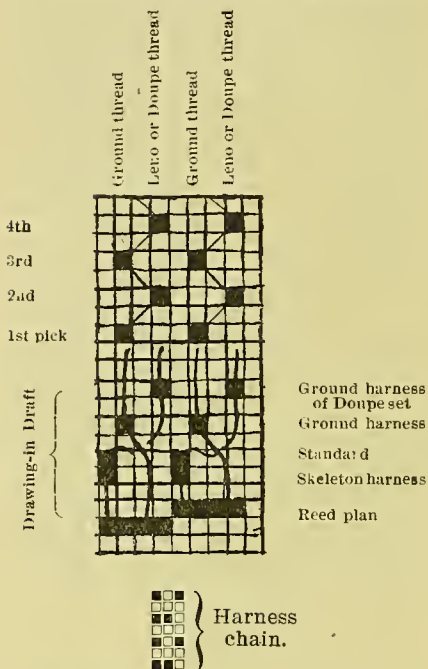 Ground thread
Leno or Doupe thread
Ground thread
Leno or Doupe thread
4th
3rd
2nd
1st pick
Drawing-in Draft
Ground harness
of Doupe set
Ground harness
Standard
Skeleton harness
Reed plan
Harness
chain.